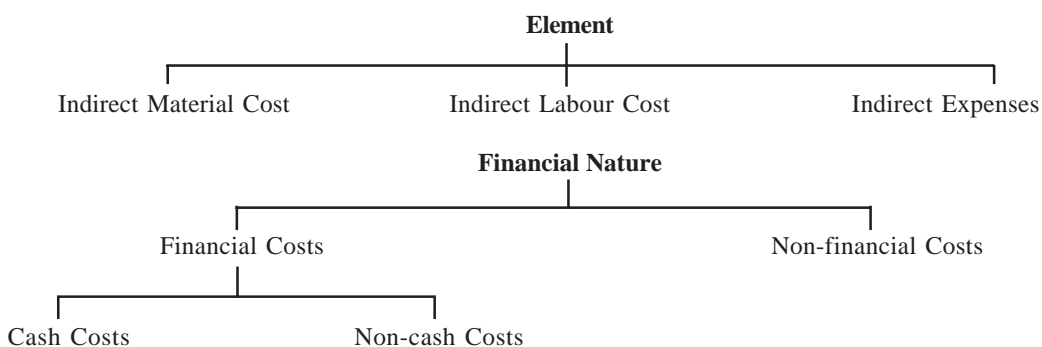 Element
Indirect Material Cost Indirect Labour Cost Indirect Expenses
Financial Nature
Financial Costs Non-financial Costs
Cash Costs Non-cash Costs